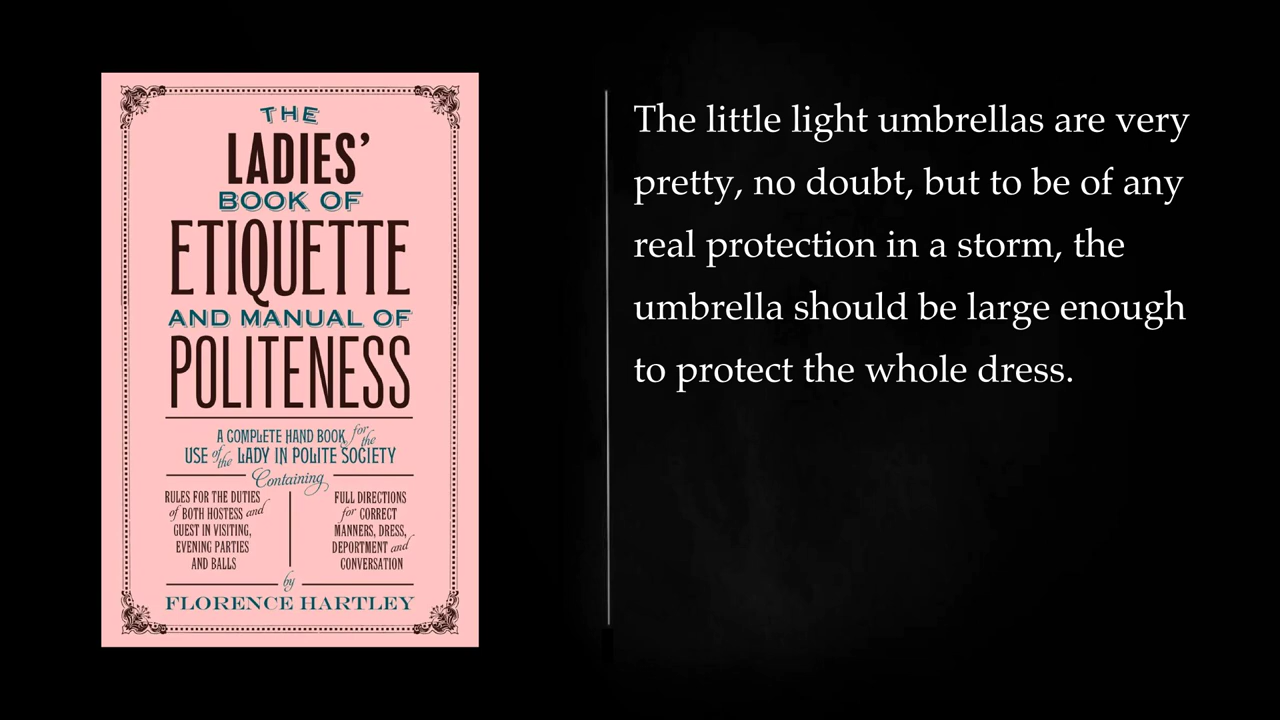 THE
LADIES'
BOOK OF
ETIQUETTE
AND MANUAL OF
POLITENESS
A COMPLETE HAND BOOK for the
USE of the LADY IN POLITE SOCIETY
Containing
RULES FOR THE DUTIES
of BOTH HOSTESS and
GUEST IN VISITING,
EVENING PARTIES
AND BALLS
FULL DIRECTIONS
for CORRECT
MANNERS, DRESS,
DEPORTMENT and
CONVERSATION
by
FLORENCE HARTLEY
The little light umbrellas are very
pretty, no doubt, but to be of any
real protection in a storm, the
umbrella should be large enough
to protect the whole dress.